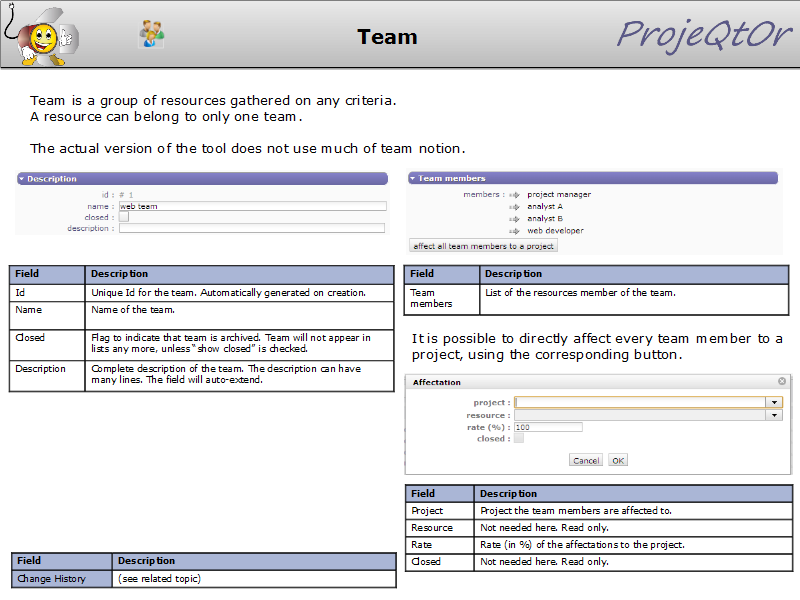 Team
ProjeQtOr
Team is a group of resources gathered on any criteria.
A resource can belong to only one team.
The actual version of the tool does not use much of team notion.
Description
id : # 1
name : web team
closed :
description :
Field Description
Id Unique Id for the team. Automatically generated on creation.
Name Name of the team.
Closed Flag to indicate that team is archived. Team will not appear in
lists any more, unless “show closed” is checked.
Description Complete description of the team. The description can have
many lines. The field will auto-extend.
Field Description
Change History (see related topic)
Team members
members : project manager
analyst A
analyst B
web developer
affect all team members to a project
Field Description
Team
members List of the resources member of the team.
It is possible to directly affect every team member to a
project, using the corresponding button.
Affectation
project :
resource :
rate (%) : 100
closed :
Cancel OK
Field Description
Project Project the team members are affected to.
Resource Not needed here. Read only.
Rate Rate (in %) of the affectations to the project.
Closed Not needed here. Read only.